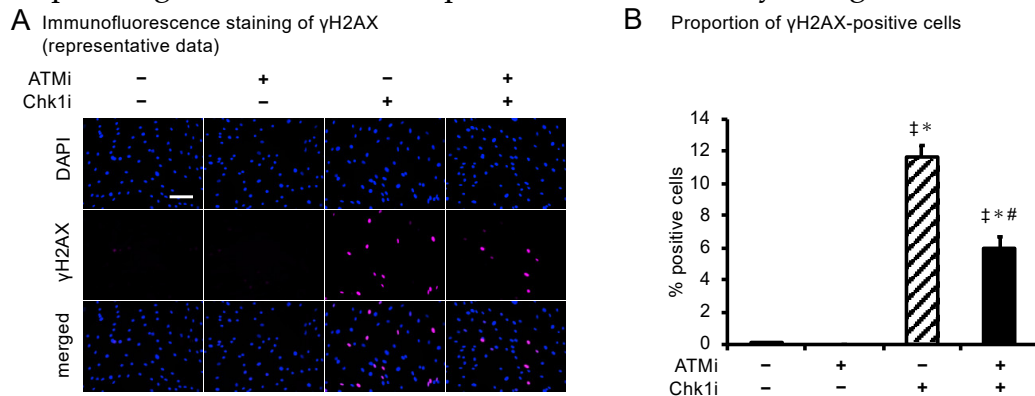 A Immunofluorescence staining of γH2AX
(representative data)
ATMi − + − +
Chk1i − − + +
DAPI
γH2AX
merged
B Proportion of γH2AX-positive cells
% positive cells
14
12
10
8
6
4
2
0
‡*
‡*#
ATMi − + − +
Chk1i − − + +